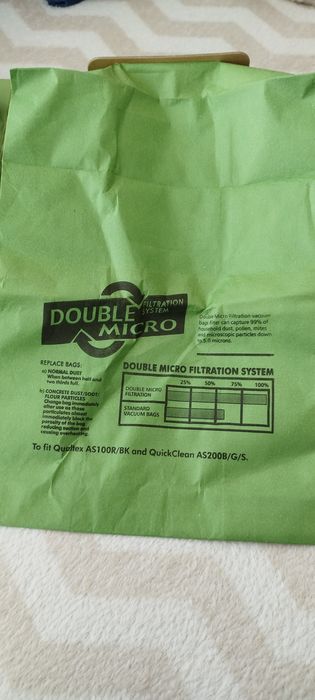 DOUBLE
MICRO
FILTRATION
SYSTEM
Double Micro Filtration vacuum
bag filter can capture 99% of
household dust, pollen, mites
and microscopic particles down
to 5.0 microns.
REPLACE BAGS:
a) NORMAL DUST
When between half and
two thirds full.
b) CONCRETE DUST/SOOT/
FLOUR PARTICLES
Change bag immediately
after use as these
particulates almost
immediately block the
porosity of the bag
reducing suction and
causing overheating.
DOUBLE MICRO FILTRATION SYSTEM
25% 50% 75% 100%
DOUBLE MICRO
FILTRATION
STANDARD
VACUUM BAGS
To fit Qualtex AS100R/BK and QuickClean AS200B/G/S.